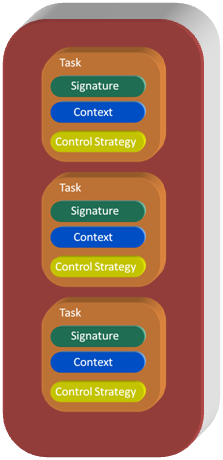 Task
Signature
Context
Control Strategy
Task
Signature
Context
Control Strategy
Task
Signature
Context
Control Strategy